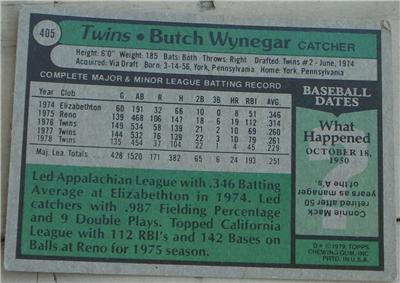 405
Twins • Butch Wynegar CATCHER
Height: 6'0" Weight: 185 Bats: Both Throws: Right Drafted: Twins #2 - June, 1974
Acquired: Via Draft Born: 3-14-56, York, Pennsylvania Home: York, Pennsylvania
COMPLETE MAJOR & MINOR LEAGUE BATTING RECORD
G AB R H 2B 3B HR RBI AVG.
1974 Elizabethton 60 191 32 66 10 0 8 51 .346
1975 Reno 139 468 106 147 18 6 19 112 .314
1976 Twins 149 534 58 139 21 2 10 69 .260
1977 Twins 144 532 76 139 22 3 10 79 .261
1978 Twins 135 454 37 104 22 1 4 45 .229
Maj. Lea. Totals 428 1520 171 382 65 6 24 193 .251
Led Appalachian League with .346 Batting
Average at Elizabethton in 1974. Led
catchers with .987 Fielding Percentage
and 9 Double Plays. Topped California
League with 112 RBI's and 142 Bases on
Balls at Reno for 1975 season.
BASEBALL
DATES
What
Happened
OCTOBER 18,
1950
Connie Mack
retired after 50
years as manager
of the A's.
D* © 1979, TOPPS
CHEWING GUM, INC.
PRTD. IN U.S.A.